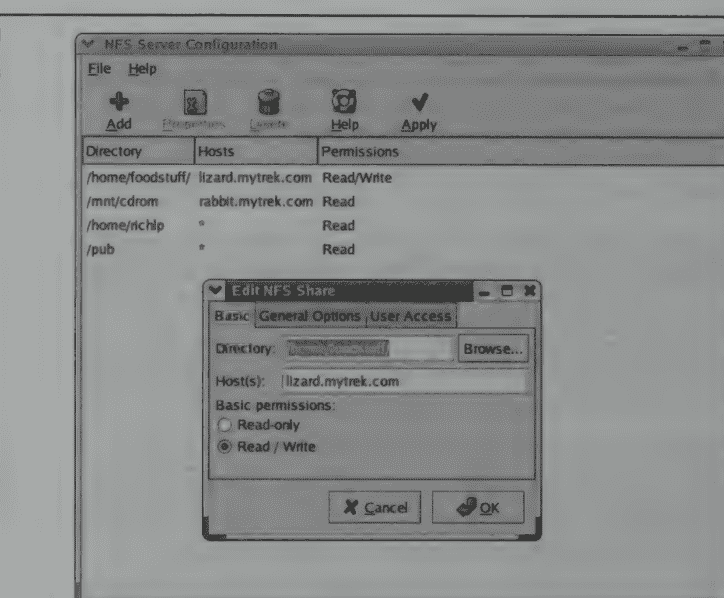 NFS Server Configuration
File Help
Add Properties Delete Help Apply
Directory Hosts Permissions
/home/foodstuff/ lizard.mytrek.com Read/Write
/mnt/cdrom rabbit.mytrek.com Read
/home/richlp * Read
/pub * Read
Edit NFS Share
Basic General Options User Access
Directory: Browse...
Host(s): lizard.mytrek.com
Basic permissions:
Read-only
Read / Write
Cancel OK